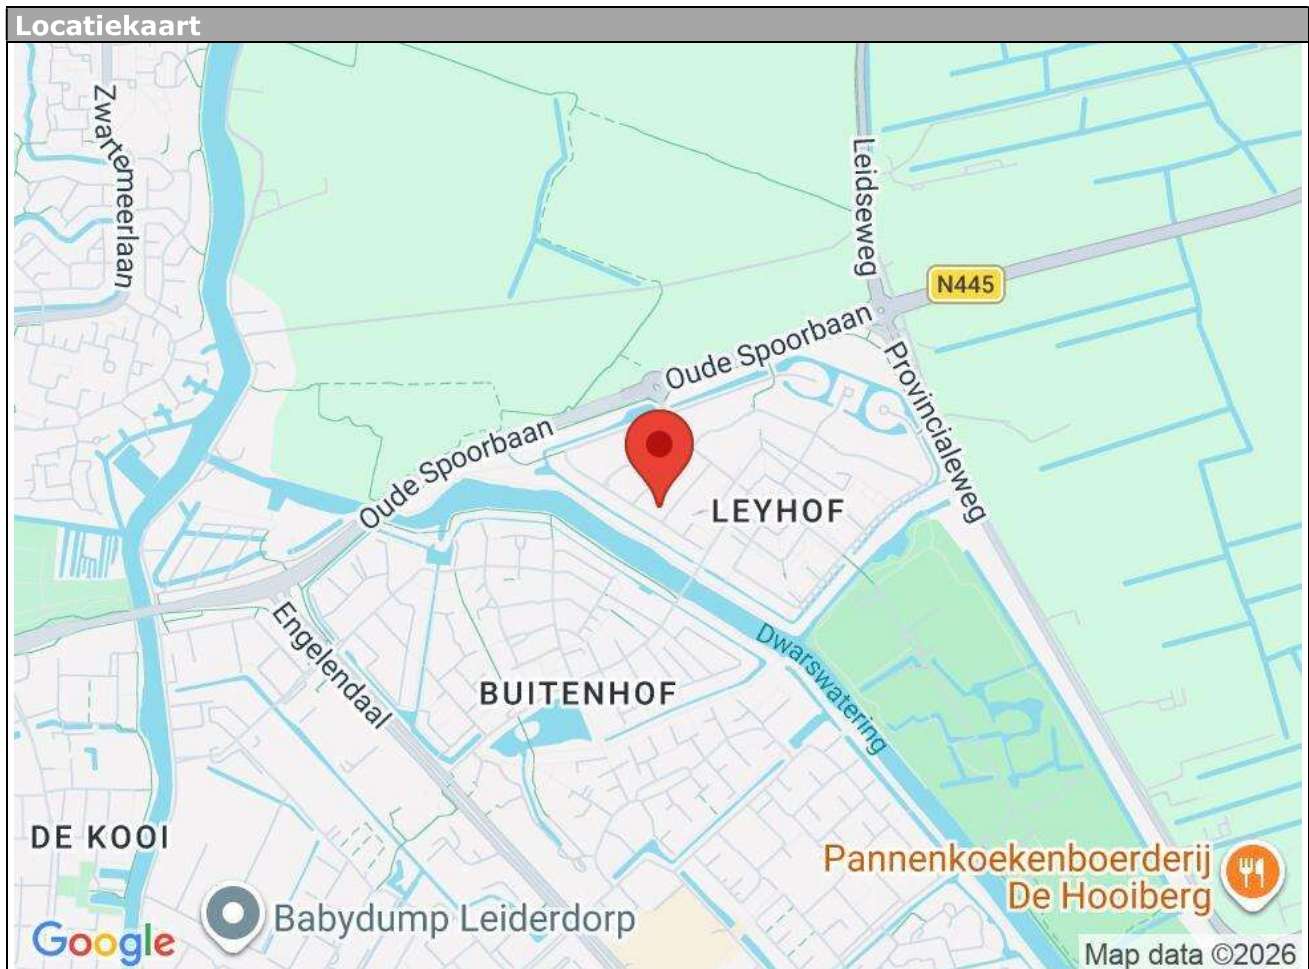 Locatiekaart
Zwartemeerlaan
Leidseweg
N445
Oude Spoorbaan
Provincialeweg
Oude Spoorbaan
LEYHOF
Engelendaal
Dwarswatering
BUITENHOF
DE KOOI
Pannenkoekenboerderij
De Hooiberg
Babydump Leiderdorp
Google
Map data ©2026